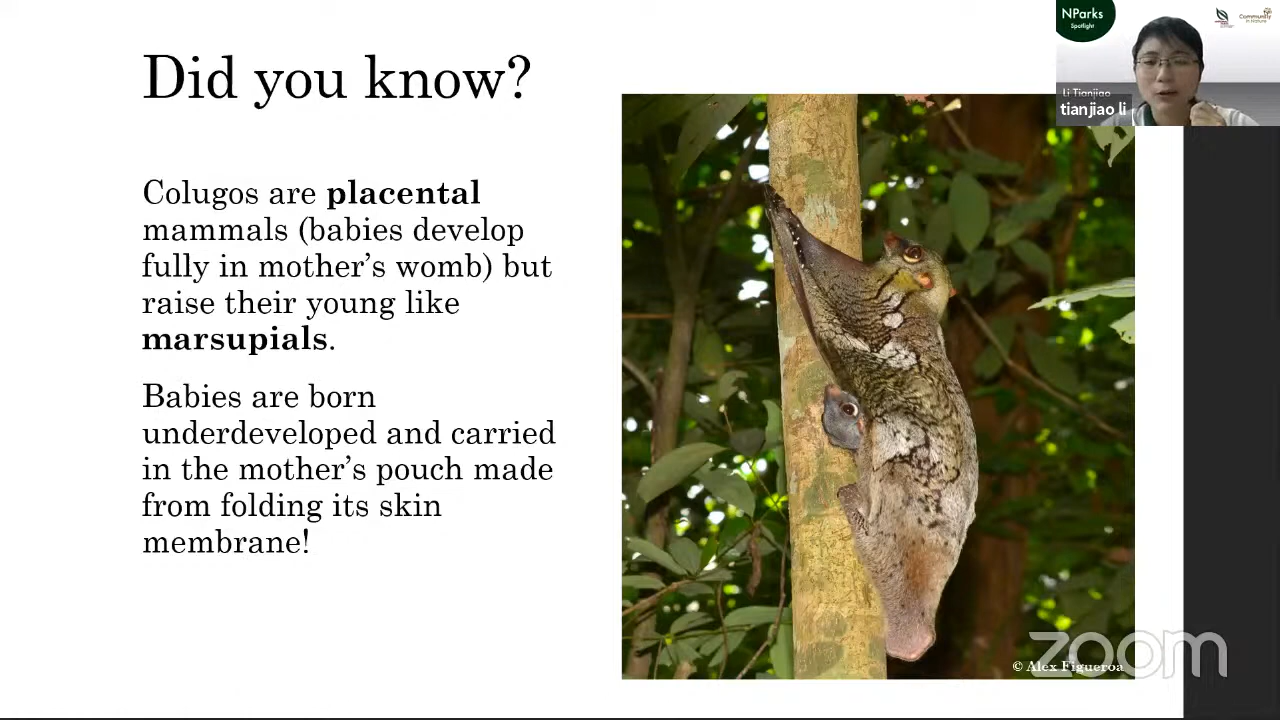 Did you know?
Colugos are placental
mammals (babies develop
fully in mother's womb) but
raise their young like
marsupials.
Babies are born
underdeveloped and carried
in the mother's pouch made
from folding its skin
membrane!
NParks
Spotlight
Community
in Nature
Li Tianjiao
tianjiao li
© Alex Figueroa
zoom